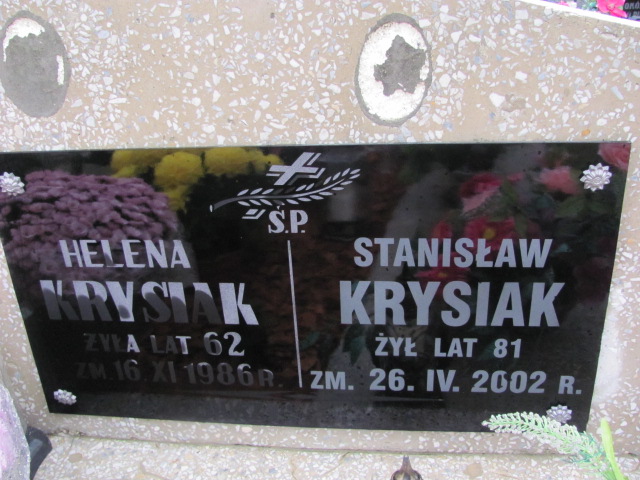 Ś.P.
HELENA
KRYSIAK
ŻYŁA LAT 62
ZM. 16. XI 1986 R.
STANISŁAW
KRYSIAK
ŻYŁ LAT 81
ZM. 26. IV. 2002 R.